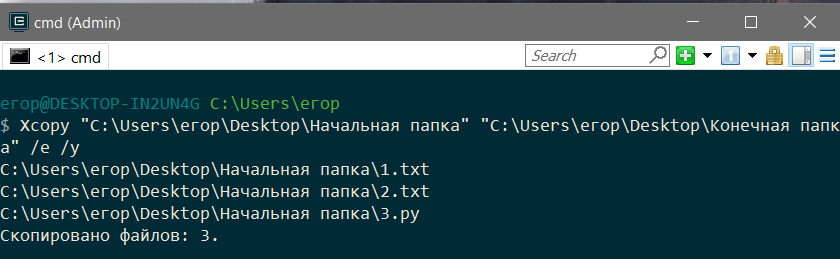 cmd (Admin)
<1> cmd
Search
егор@DESKTOP-IN2UN4G C:\Users\егор
$ Xcopy "C:\Users\егор\Desktop\Начальная папка" "C:\Users\егор\Desktop\Конечная папк
а" /e /y
C:\Users\егор\Desktop\Начальная папка\1.txt
C:\Users\егор\Desktop\Начальная папка\2.txt
C:\Users\егор\Desktop\Начальная папка\3.py
Скопировано файлов: 3.